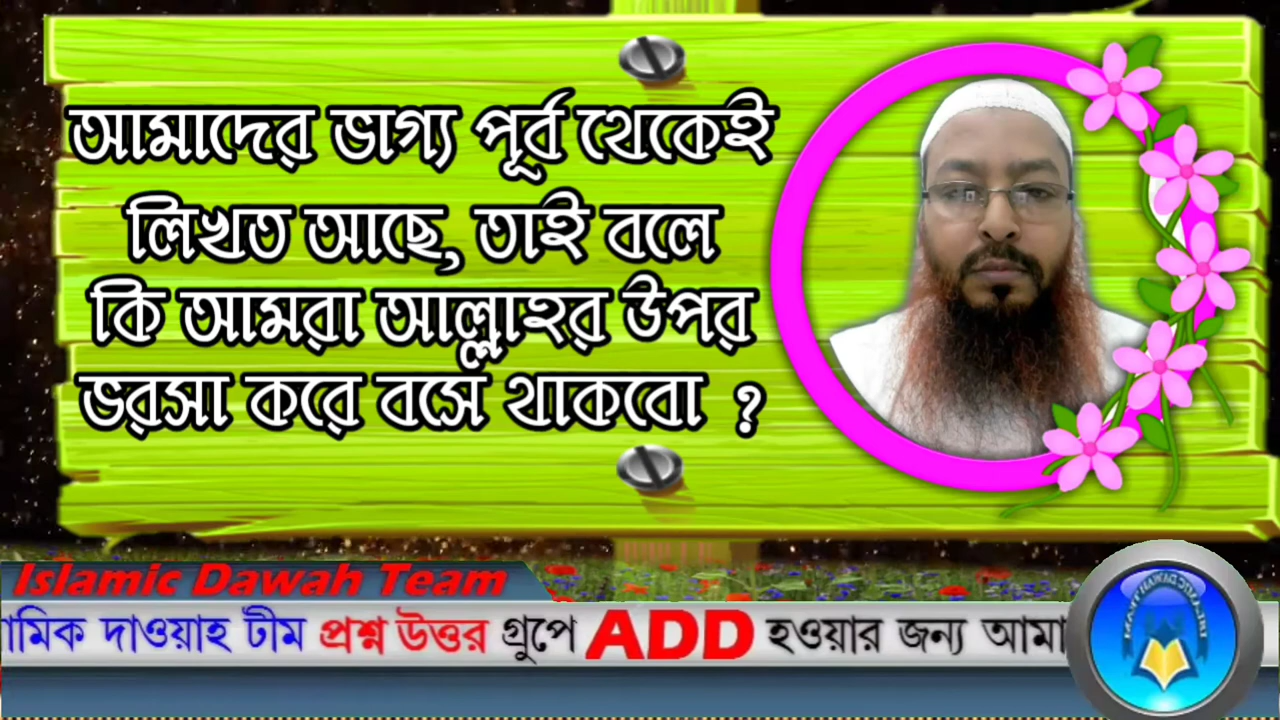 আমাদের ভাগ্য পূর্ব থেকেই
লিখত আছে, তাই বলে
কি আমরা আল্লাহর উপর
ভরসা করে বসে থাকবো ?
Islamic Dawah Team
ামিক দাওয়াহ টীম প্রশ্ন উত্তর গ্রুপে ADD হওয়ার জন্য আমা